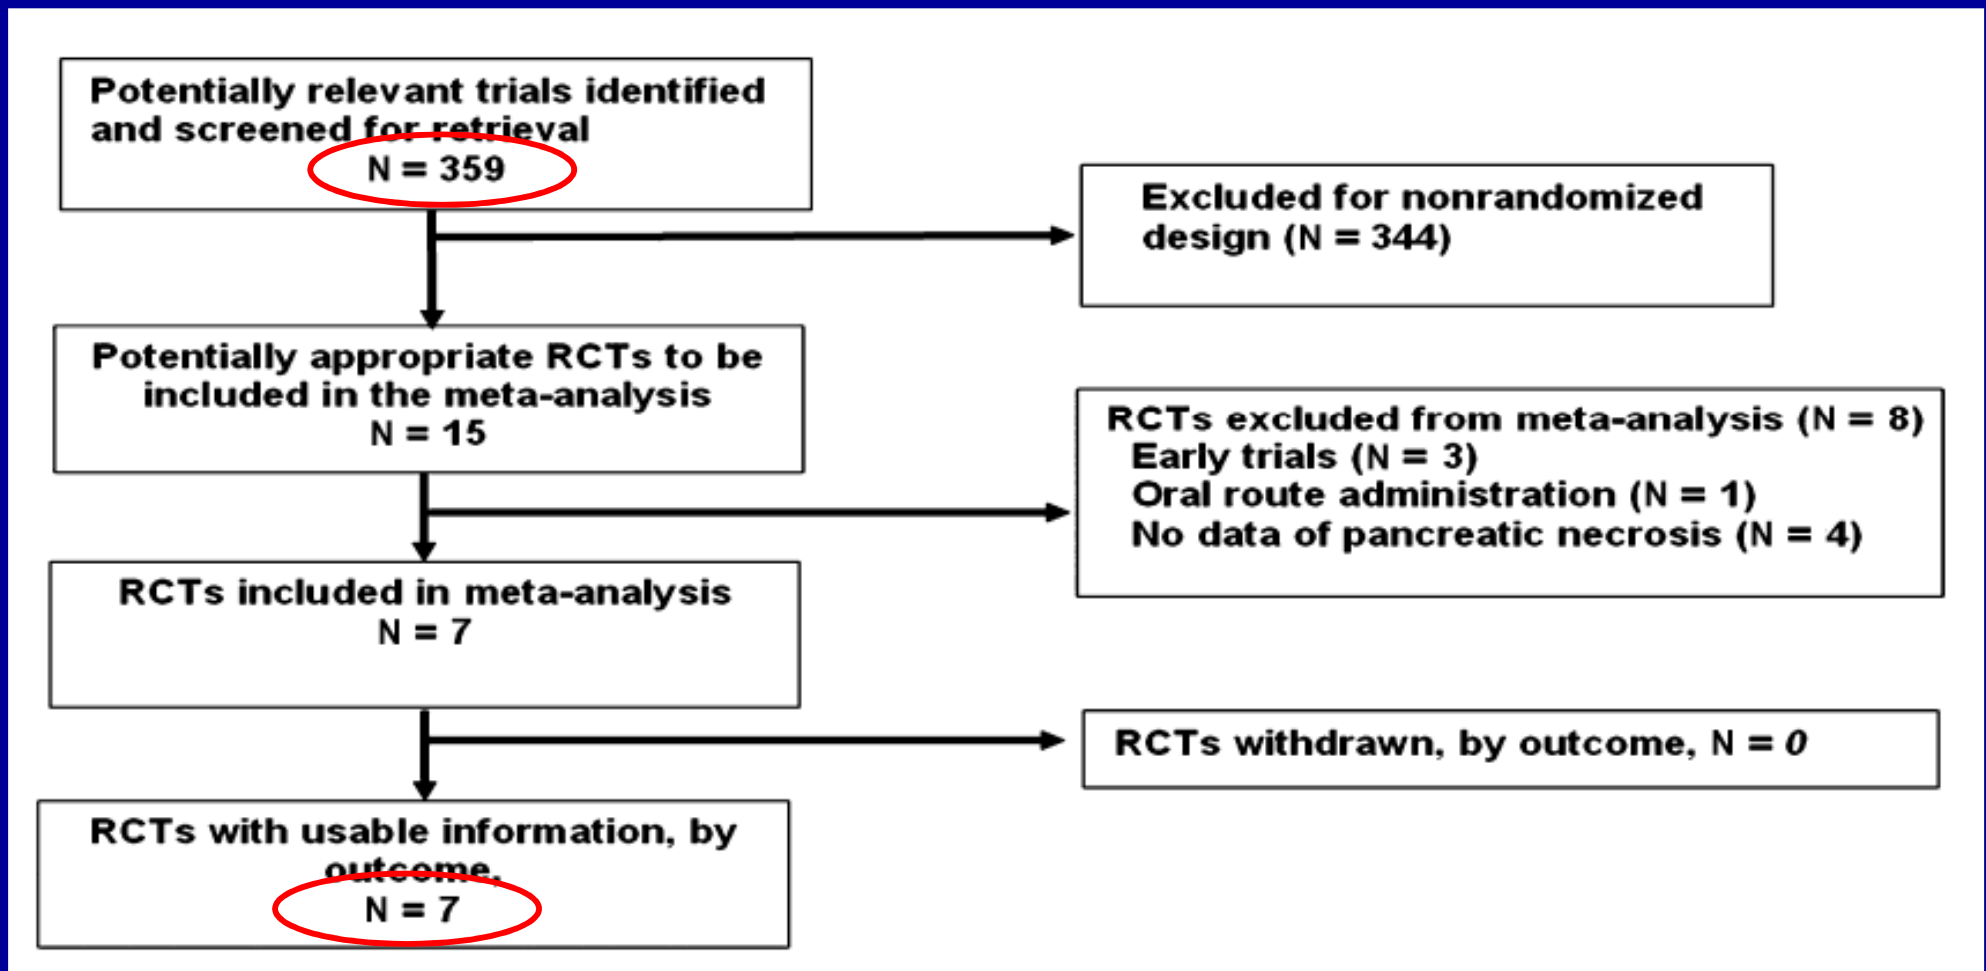 Potentially relevant trials identified
and screened for retrieval
N = 359
Excluded for nonrandomized
design (N = 344)
Potentially appropriate RCTs to be
included in the meta-analysis
N = 15
RCTs excluded from meta-analysis (N = 8)
Early trials (N = 3)
Oral route administration (N = 1)
No data of pancreatic necrosis (N = 4)
RCTs included in meta-analysis
N = 7
RCTs withdrawn, by outcome, N = 0
RCTs with usable information, by
outcome,
N = 7